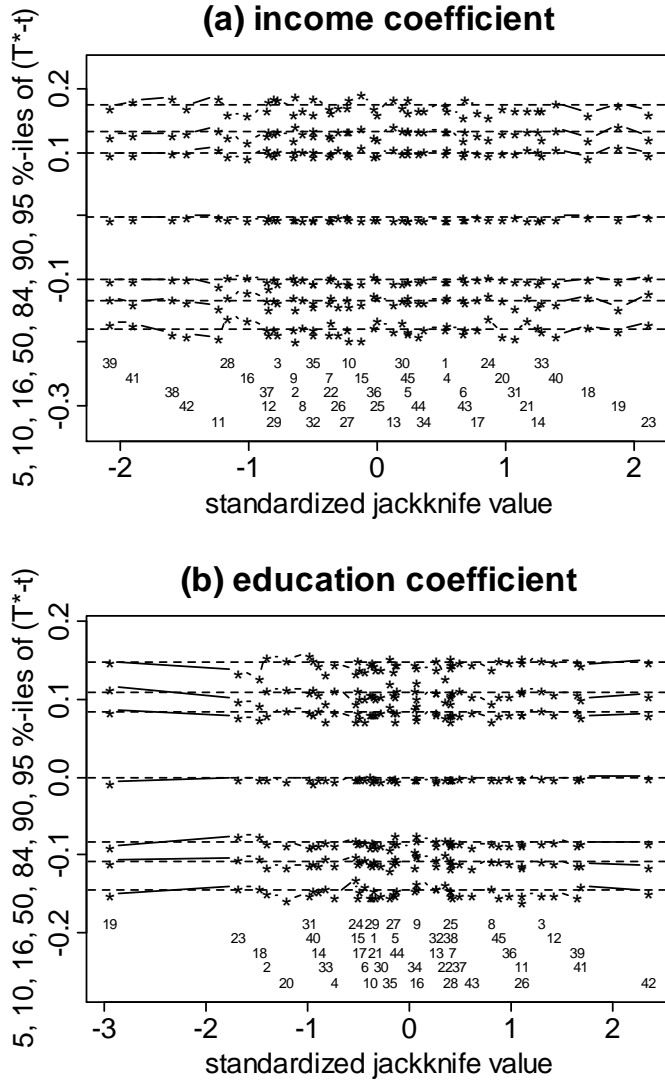 (a) income coefficient
5, 10, 16, 50, 84, 90, 95 %-iles of (T*-t)
0.2
0.1
-0.1
-0.3
39 28 3 35 10 30 1 24 33
41 16 9 7 15 45 4 20 40
38 37 2 22 36 5 6 31 18
42 12 8 26 25 44 43 21 19
11 29 32 27 13 34 17 14 23
-2 -1 0 1 2
standardized jackknife value
(b) education coefficient
5, 10, 16, 50, 84, 90, 95 %-iles of (T*-t)
0.2
0.1
0.0
-0.1
-0.2
19 31 24 29 27 9 25 8 3
23 40 15 1 5 32 38 45 12
18 14 17 21 44 13 7 36 39
2 33 6 30 34 22 37 11 41
20 4 10 35 16 28 43 26 42
-3 -2 -1 0 1 2
standardized jackknife value